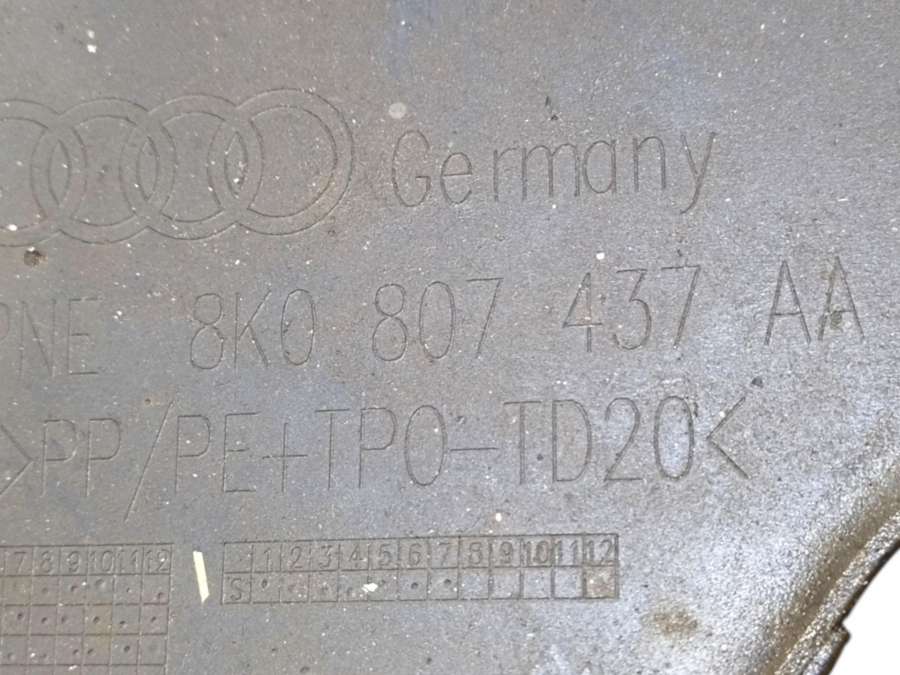 Germany
PNE 8K0 807 437 AA
>PP/PE+TPO-TD20<
7 8 9 10 11 12
1 2 3 4 5 6 7 8 9 10 11 12
S